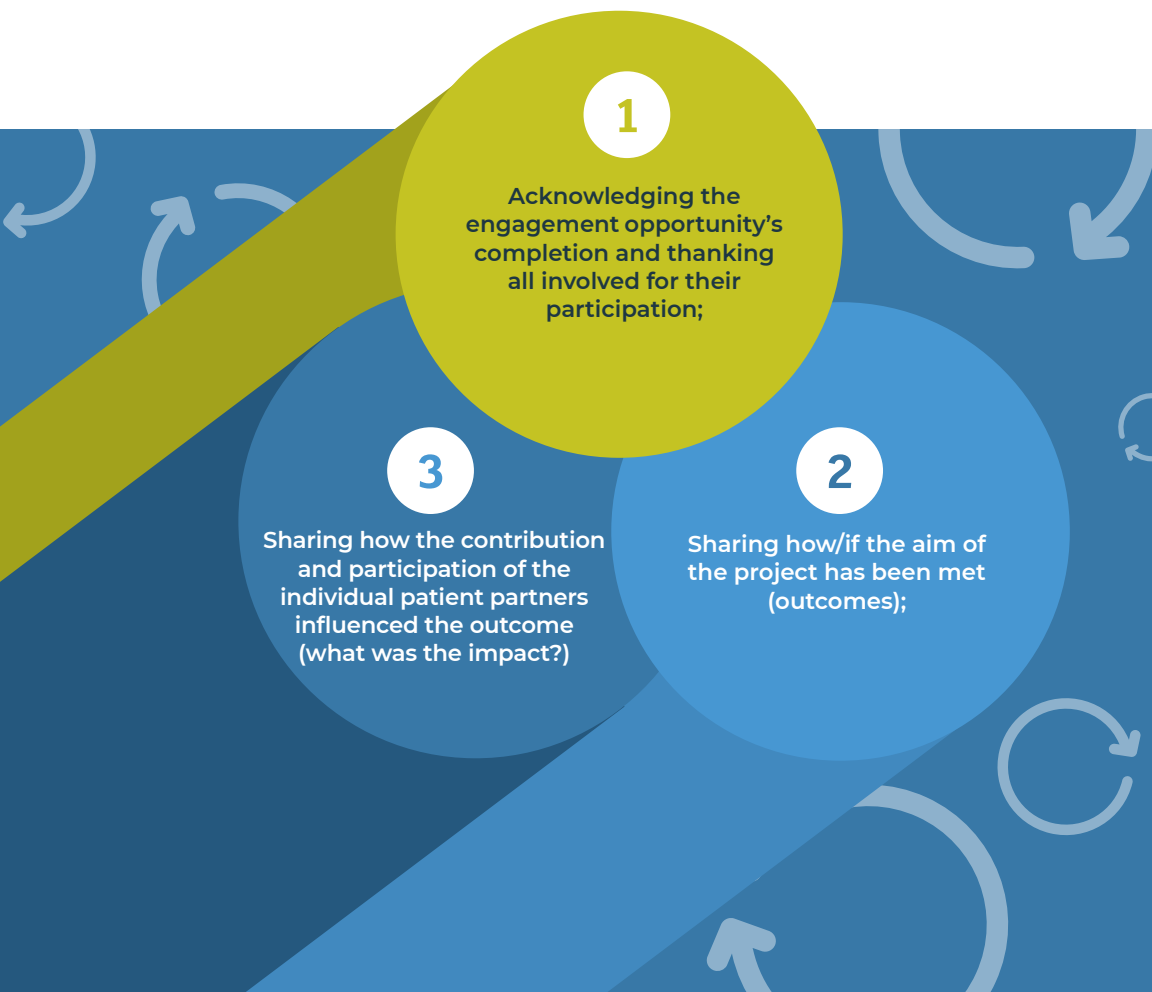 1
Acknowledging the
engagement opportunity’s
completion and thanking
all involved for their
participation;
2
Sharing how/if the aim of
the project has been met
(outcomes);
3
Sharing how the contribution
and participation of the
individual patient partners
influenced the outcome
(what was the impact?)